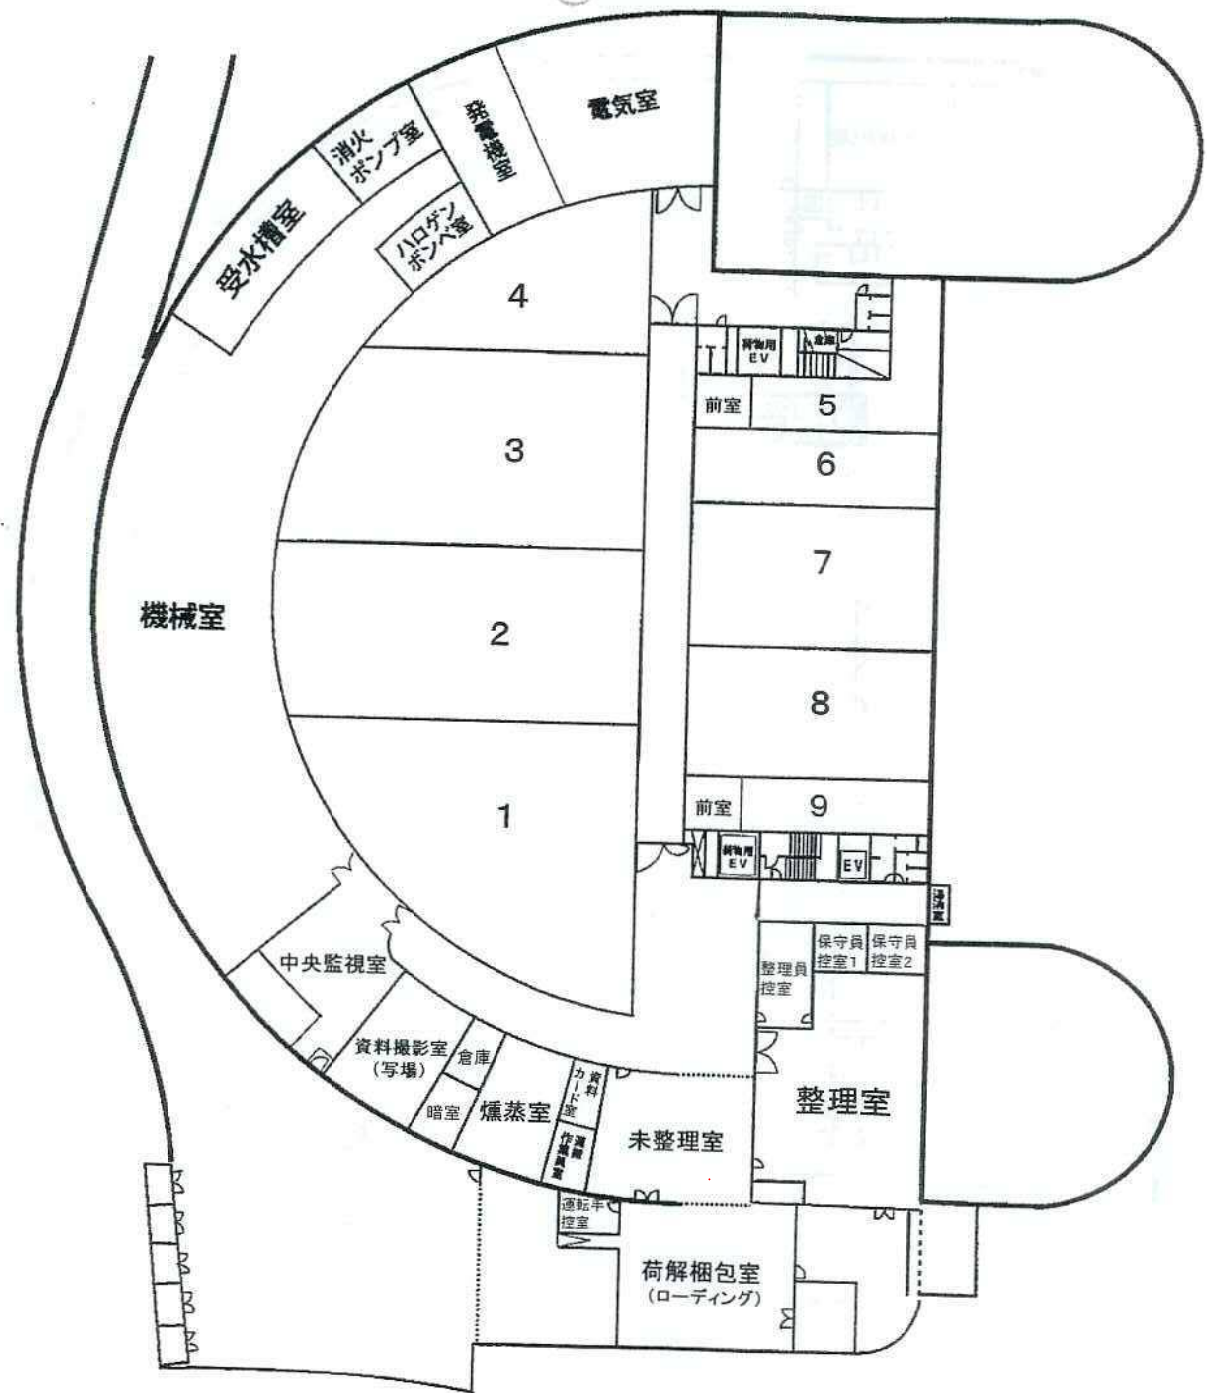 電気室
発電機室
消火
ポンプ室
受水槽室
ハロゲン
ボンベ室
4
荷物用
EV
倉庫
前室
5
3
6
7
機械室
2
8
1
前室
9
荷物用
EV
EV
中央監視室
整理員
控室
保守員
控室1
保守員
控室2
資料撮影室
(写場)
倉庫
暗室
燻蒸室
資料
カード室
作業員室
未整理室
整理室
運転手
控室
荷解梱包室
(ローディング)